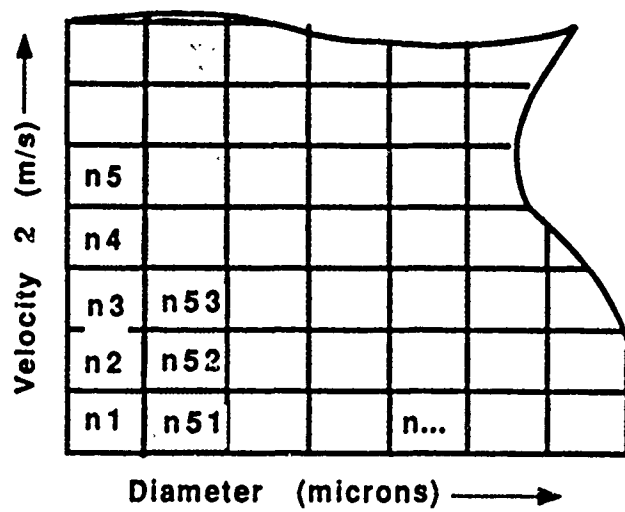 Velocity 2 (m/s)
n5
n4
n3 n53
n2 n52
n1 n51 n...
Diameter (microns)